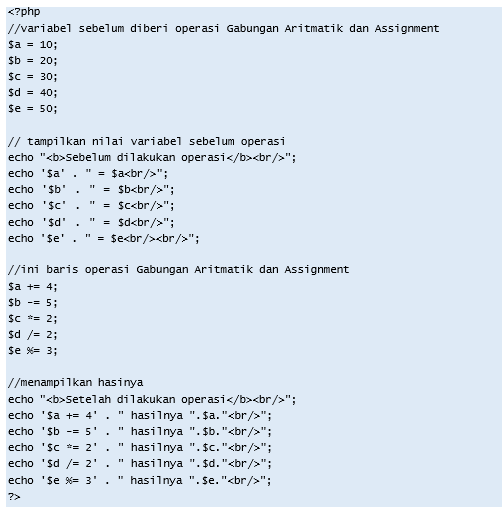 <?php
//variabel sebelum diberi operasi Gabungan Aritmatik dan Assignment
$a = 10;
$b = 20;
$c = 30;
$d = 40;
$e = 50;
// tampilkan nilai variabel sebelum operasi
echo "<b>Sebelum dilakukan operasi</b><br/>";
echo '$a' . " = $a<br/>";
echo '$b' . " = $b<br/>";
echo '$c' . " = $c<br/>";
echo '$d' . " = $d<br/>";
echo '$e' . " = $e<br/><br/>";
//ini baris operasi Gabungan Aritmatik dan Assignment
$a += 4;
$b -= 5;
$c *= 2;
$d /= 2;
$e %= 3;
//menampilkan hasinya
echo "<b>Setelah dilakukan operasi</b><br/>";
echo '$a += 4' . " hasilnya ".$a."<br/>";
echo '$b -= 5' . " hasilnya ".$b."<br/>";
echo '$c *= 2' . " hasilnya ".$c."<br/>";
echo '$d /= 2' . " hasilnya ".$d."<br/>";
echo '$e %= 3' . " hasilnya ".$e."<br/>";
?>